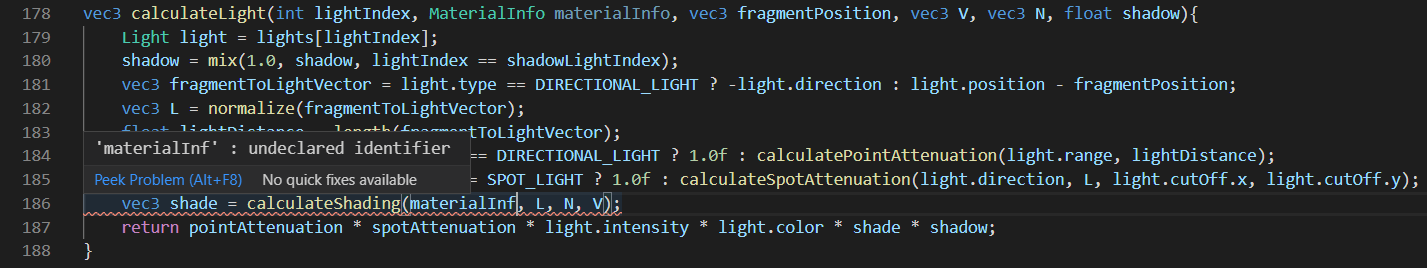 178 vec3 calculateLight(int lightIndex, MaterialInfo materialInfo, vec3 fragmentPosition, vec3 V, vec3 N, float shadow){
179 Light light = lights[lightIndex];
180 shadow = mix(1.0, shadow, lightIndex == shadowLightIndex);
181 vec3 fragmentToLightVector = light.type == DIRECTIONAL_LIGHT ? -light.direction : light.position - fragmentPosition;
182 vec3 L = normalize(fragmentToLightVector);
183 float lightDistance = length(fragmentToLightVector);
'materialInf' : undeclared identifier
184 == DIRECTIONAL_LIGHT ? 1.0f : calculatePointAttenuation(light.range, lightDistance);
Peek Problem (Alt+F8) No quick fixes available
185 = SPOT_LIGHT ? 1.0f : calculateSpotAttenuation(light.direction, L, light.cutOff.x, light.cutOff.y);
186 vec3 shade = calculateShading(materialInf, L, N, V);
187 return pointAttenuation * spotAttenuation * light.intensity * light.color * shade * shadow;
188 }